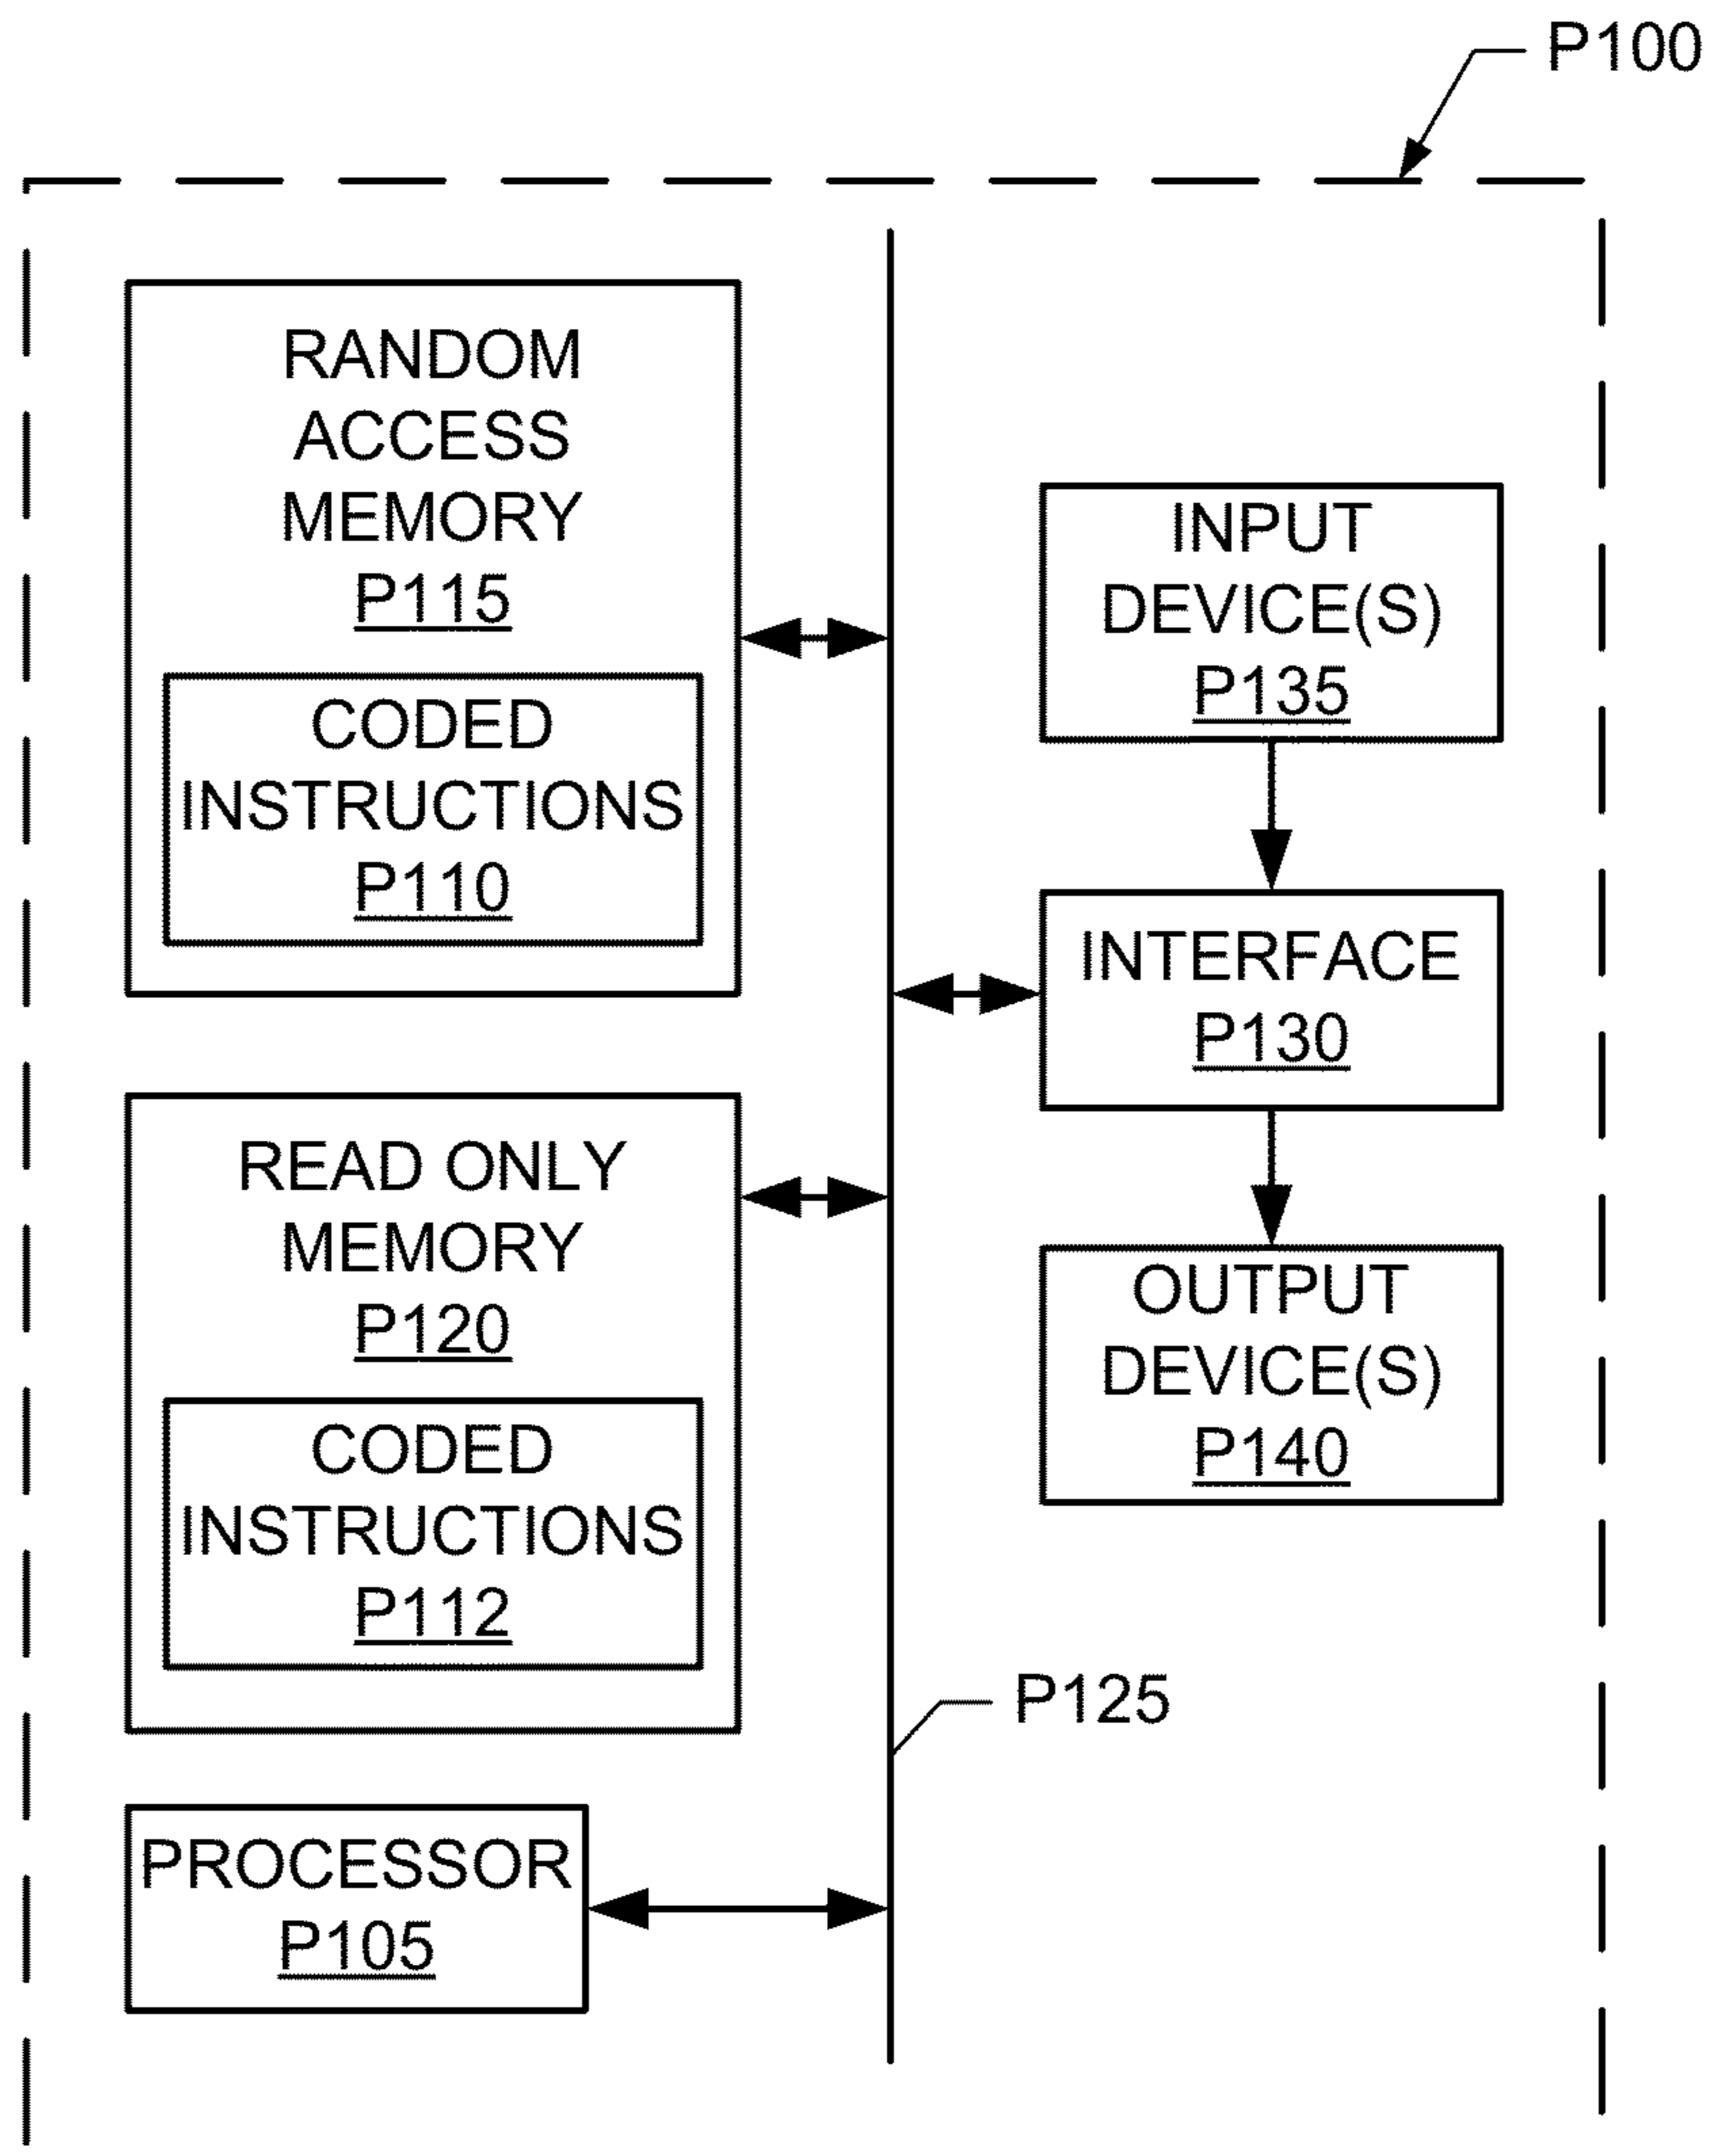 P100
RANDOM
ACCESS
MEMORY
P115
CODED
INSTRUCTIONS
P110
READ ONLY
MEMORY
P120
CODED
INSTRUCTIONS
P112
PROCESSOR
P105
INPUT
DEVICE(S)
P135
INTERFACE
P130
OUTPUT
DEVICE(S)
P140
P125